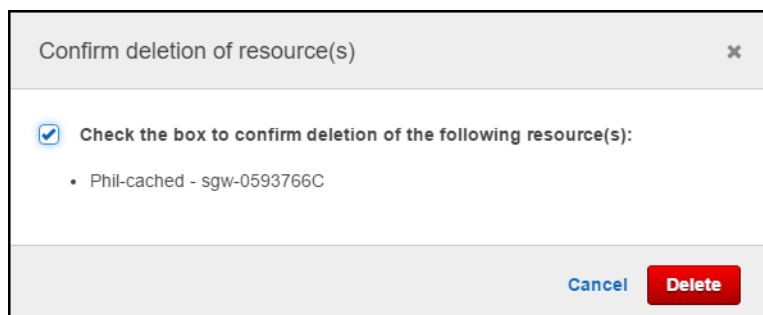 Confirm deletion of resource(s)
Check the box to confirm deletion of the following resource(s):
• Phil-cached - sgw-0593766C
Cancel
Delete